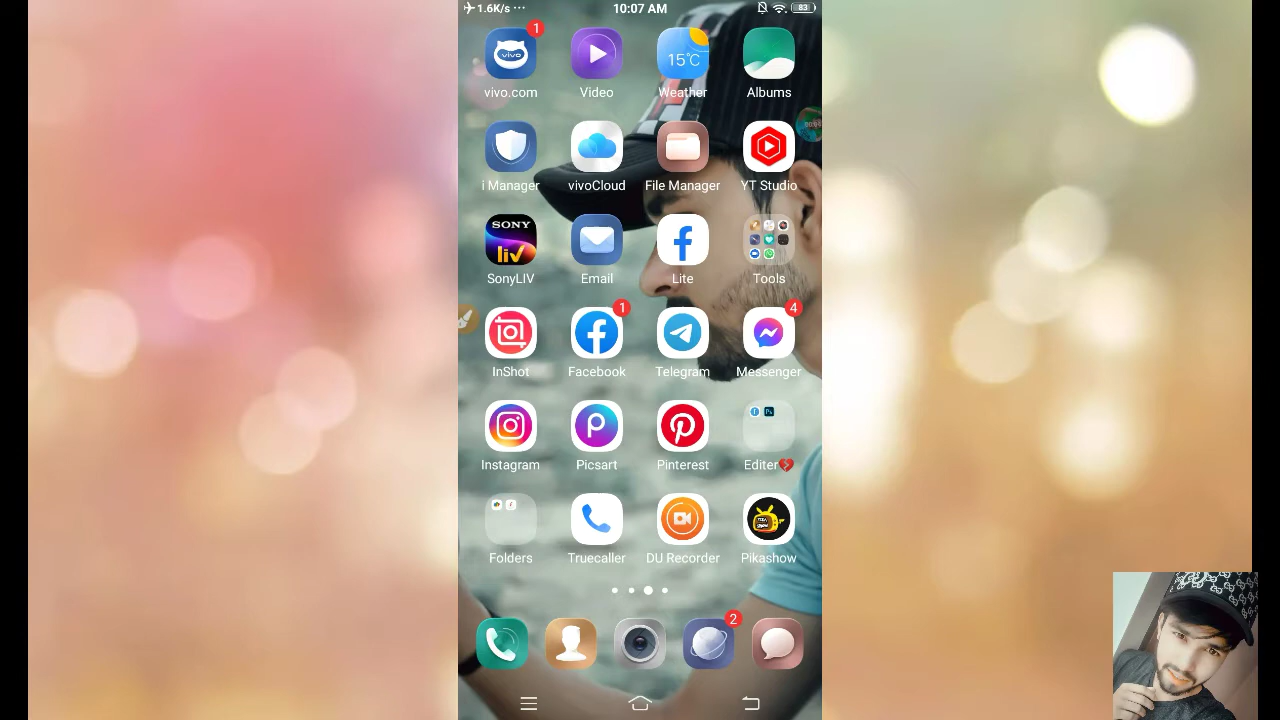 1.6K/s ···
10:07 AM
83
1
vivo
15°C
vivo.com
Video
Weather
Albums
i Manager
vivoCloud
File Manager
YT Studio
SONY
liv
SonyLIV
Email
Lite
Tools
1
4
InShot
Facebook
Telegram
Messenger
Instagram
Picsart
Pinterest
Editer💔
Folders
Truecaller
DU Recorder
Pikashow
2